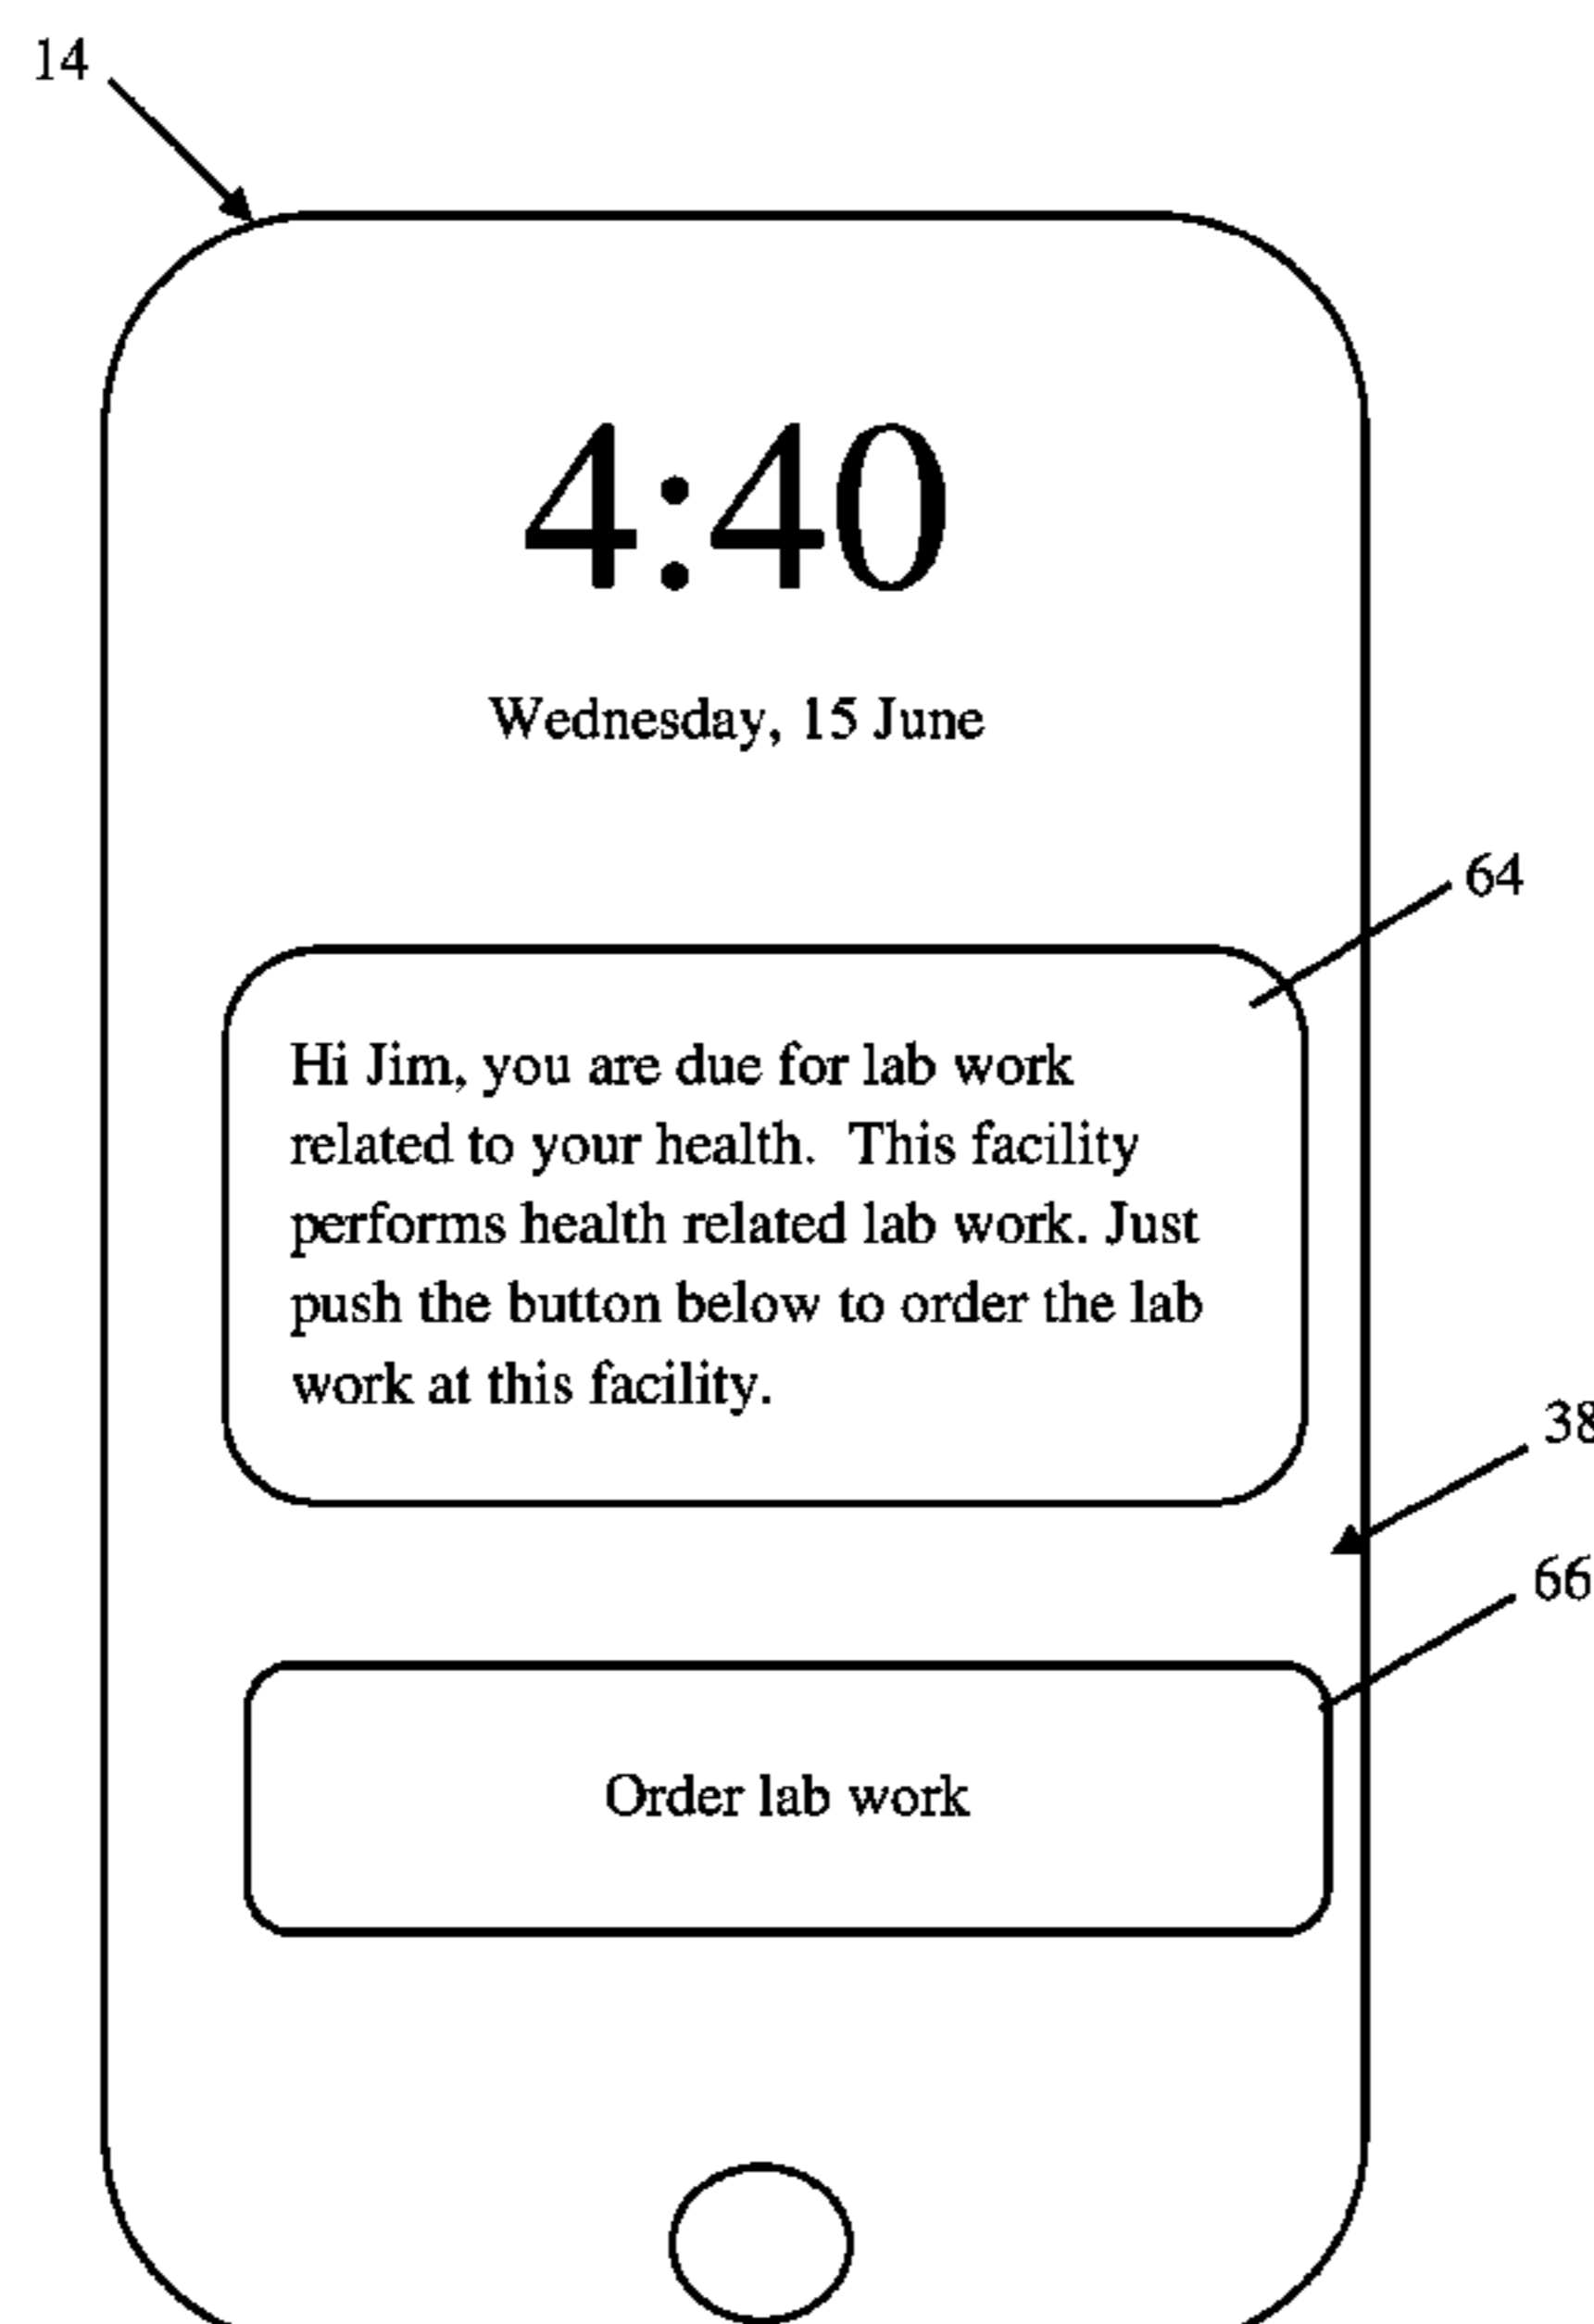 14
4:40
Wednesday, 15 June
64
Hi Jim, you are due for lab work
related to your health.  This facility
performs health related lab work. Just
push the button below to order the lab
work at this facility.
38
66
Order lab work